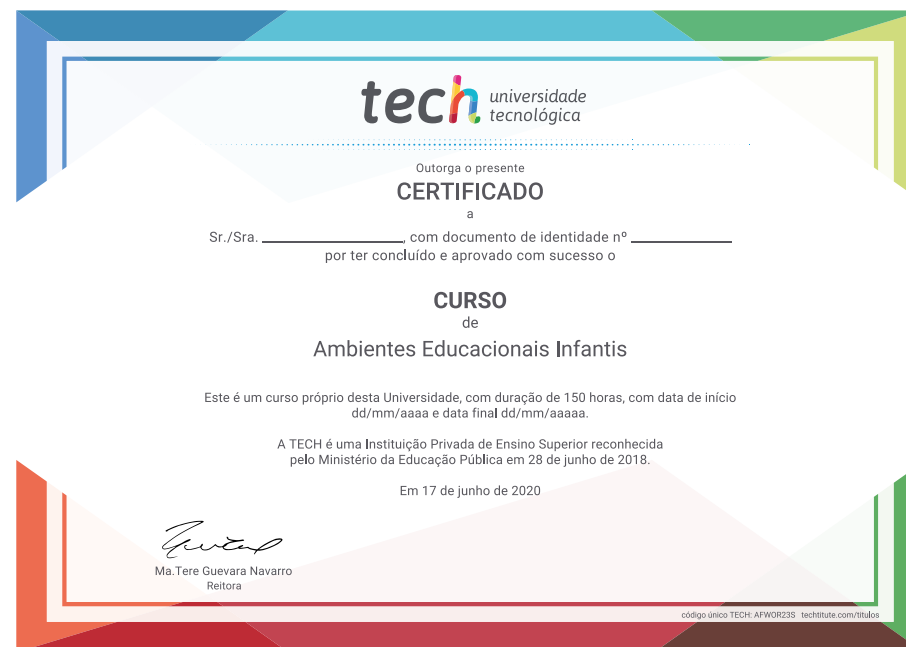 tech universidade
tecnológica
Outorga o presente
CERTIFICADO
a
Sr./Sra. ____________, com documento de identidade nº _________
por ter concluído e aprovado com sucesso o
CURSO
de
Ambientes Educacionais Infantis
Este é um curso próprio desta Universidade, com duração de 150 horas, com data de início
dd/mm/aaaa e data final dd/mm/aaaaa.
A TECH é uma Instituição Privada de Ensino Superior reconhecida
pelo Ministério da Educação Pública em 28 de junho de 2018.
Em 17 de junho de 2020
Ma.Tere Guevara Navarro
Reitora
código único TECH: AFWOR23S techtitute.com/titulos